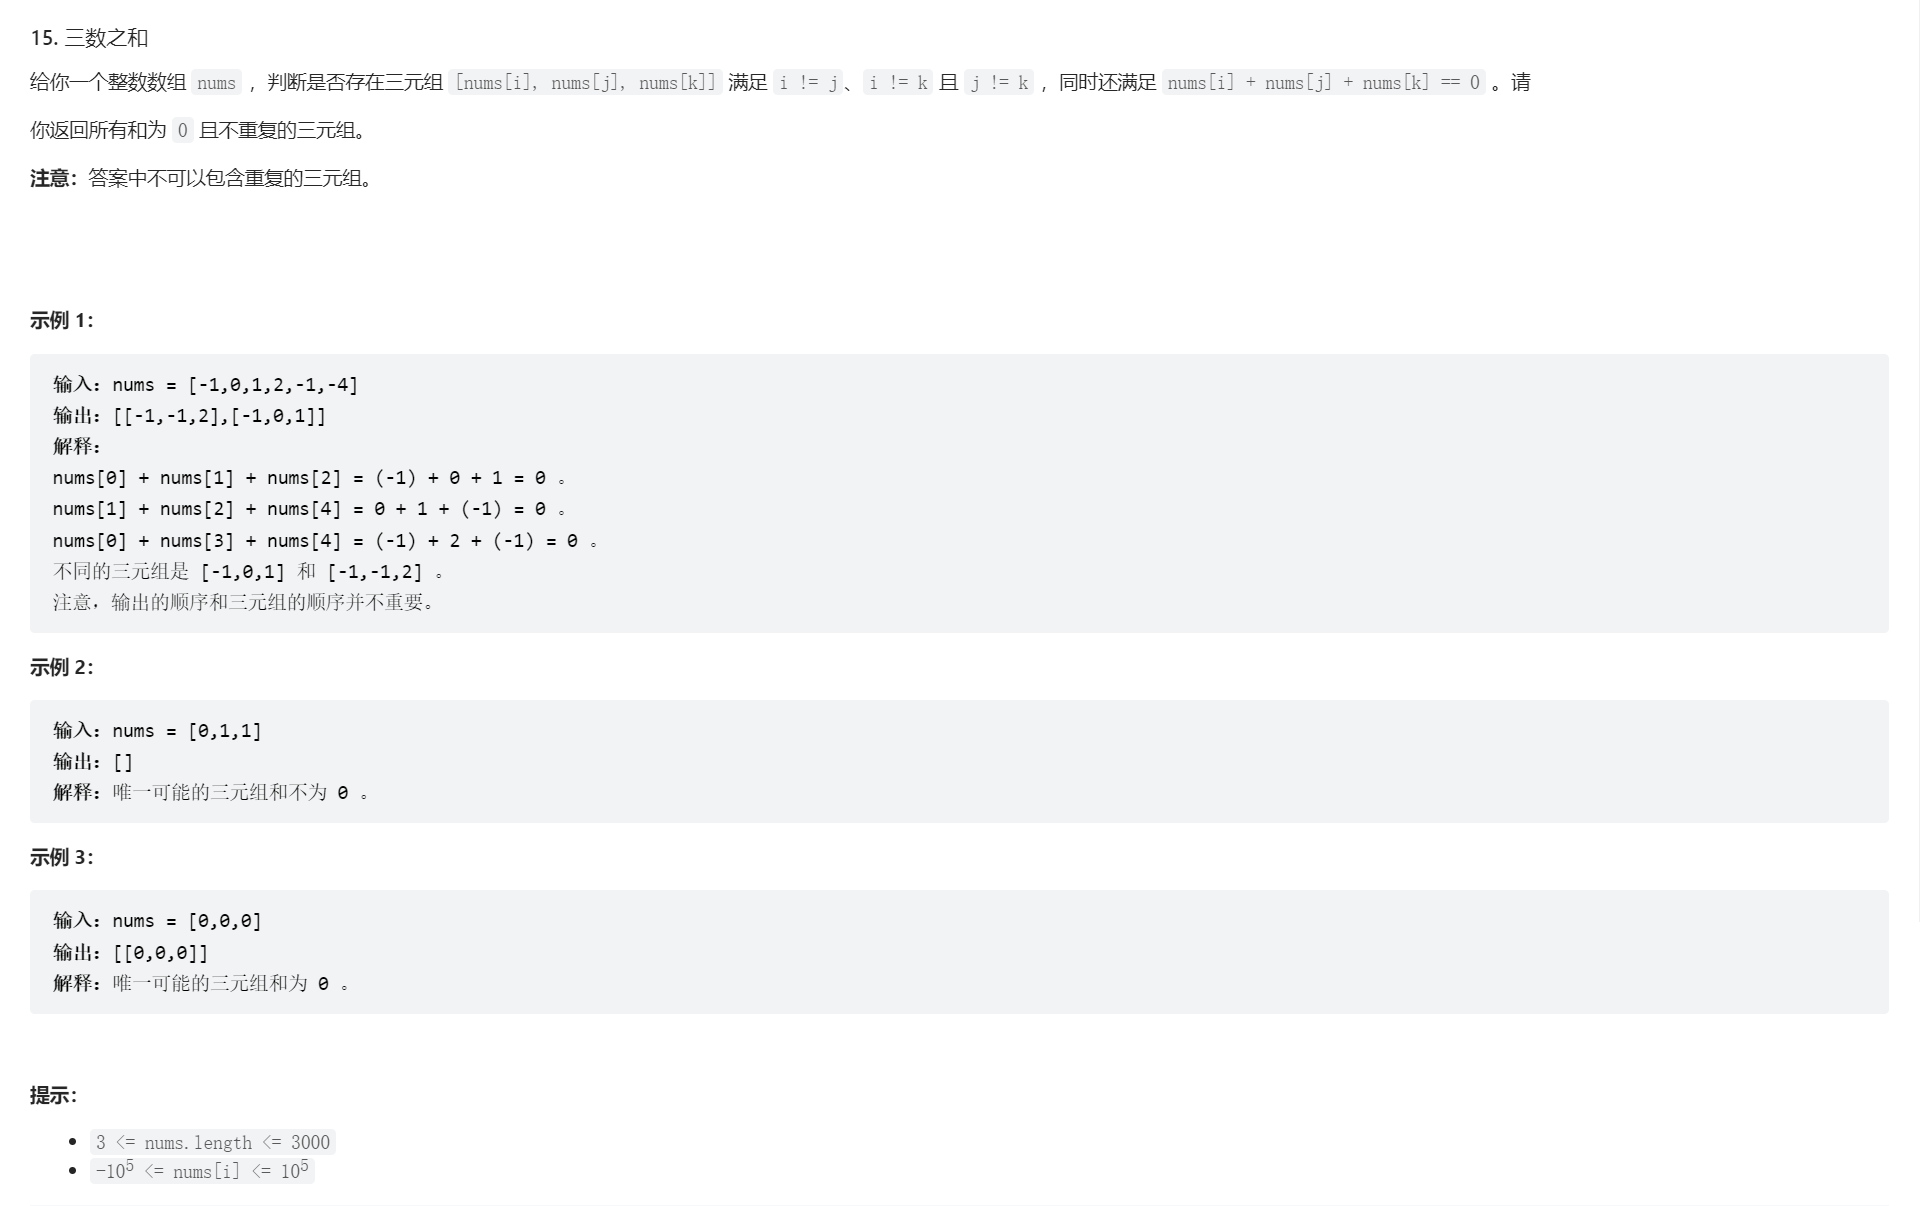 15. 三数之和
给你一个整数数组 nums ，判断是否存在三元组 [nums[i], nums[j], nums[k]] 满足 i != j、i != k 且 j != k ，同时还满足 nums[i] + nums[j] + nums[k] == 0 。请
你返回所有和为 0 且不重复的三元组。
注意：答案中不可以包含重复的三元组。
示例 1：
输入：nums = [-1,0,1,2,-1,-4]
输出：[[-1,-1,2],[-1,0,1]]
解释：
nums[0] + nums[1] + nums[2] = (-1) + 0 + 1 = 0 。
nums[1] + nums[2] + nums[4] = 0 + 1 + (-1) = 0 。
nums[0] + nums[3] + nums[4] = (-1) + 2 + (-1) = 0 。
不同的三元组是 [-1,0,1] 和 [-1,-1,2] 。
注意，输出的顺序和三元组的顺序并不重要。
示例 2：
输入：nums = [0,1,1]
输出：[]
解释：唯一可能的三元组和不为 0 。
示例 3：
输入：nums = [0,0,0]
输出：[[0,0,0]]
解释：唯一可能的三元组和为 0 。
提示：
• 3 <= nums.length <= 3000
• -10⁵ <= nums[i] <= 10⁵